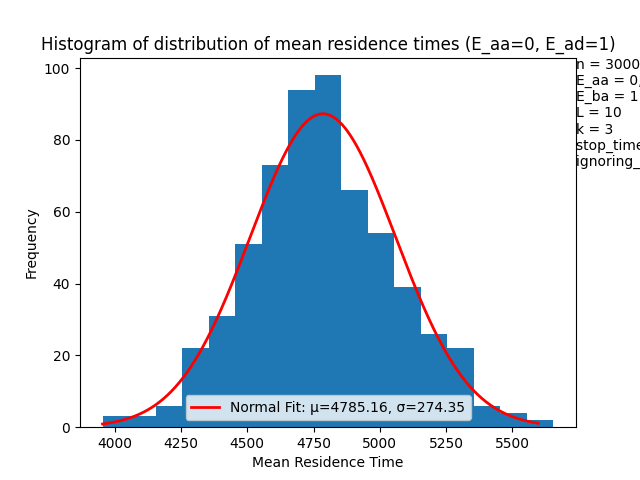 Histogram of distribution of mean residence times (E_aa=0, E_ad=1)
n = 3000
E_aa = 0,
E_ba = 1
L = 10
k = 3
stop_time
ignoring_
100
80
60
40
20
0
Frequency
Normal Fit: μ=4785.16, σ=274.35
4000 4250 4500 4750 5000 5250 5500
Mean Residence Time